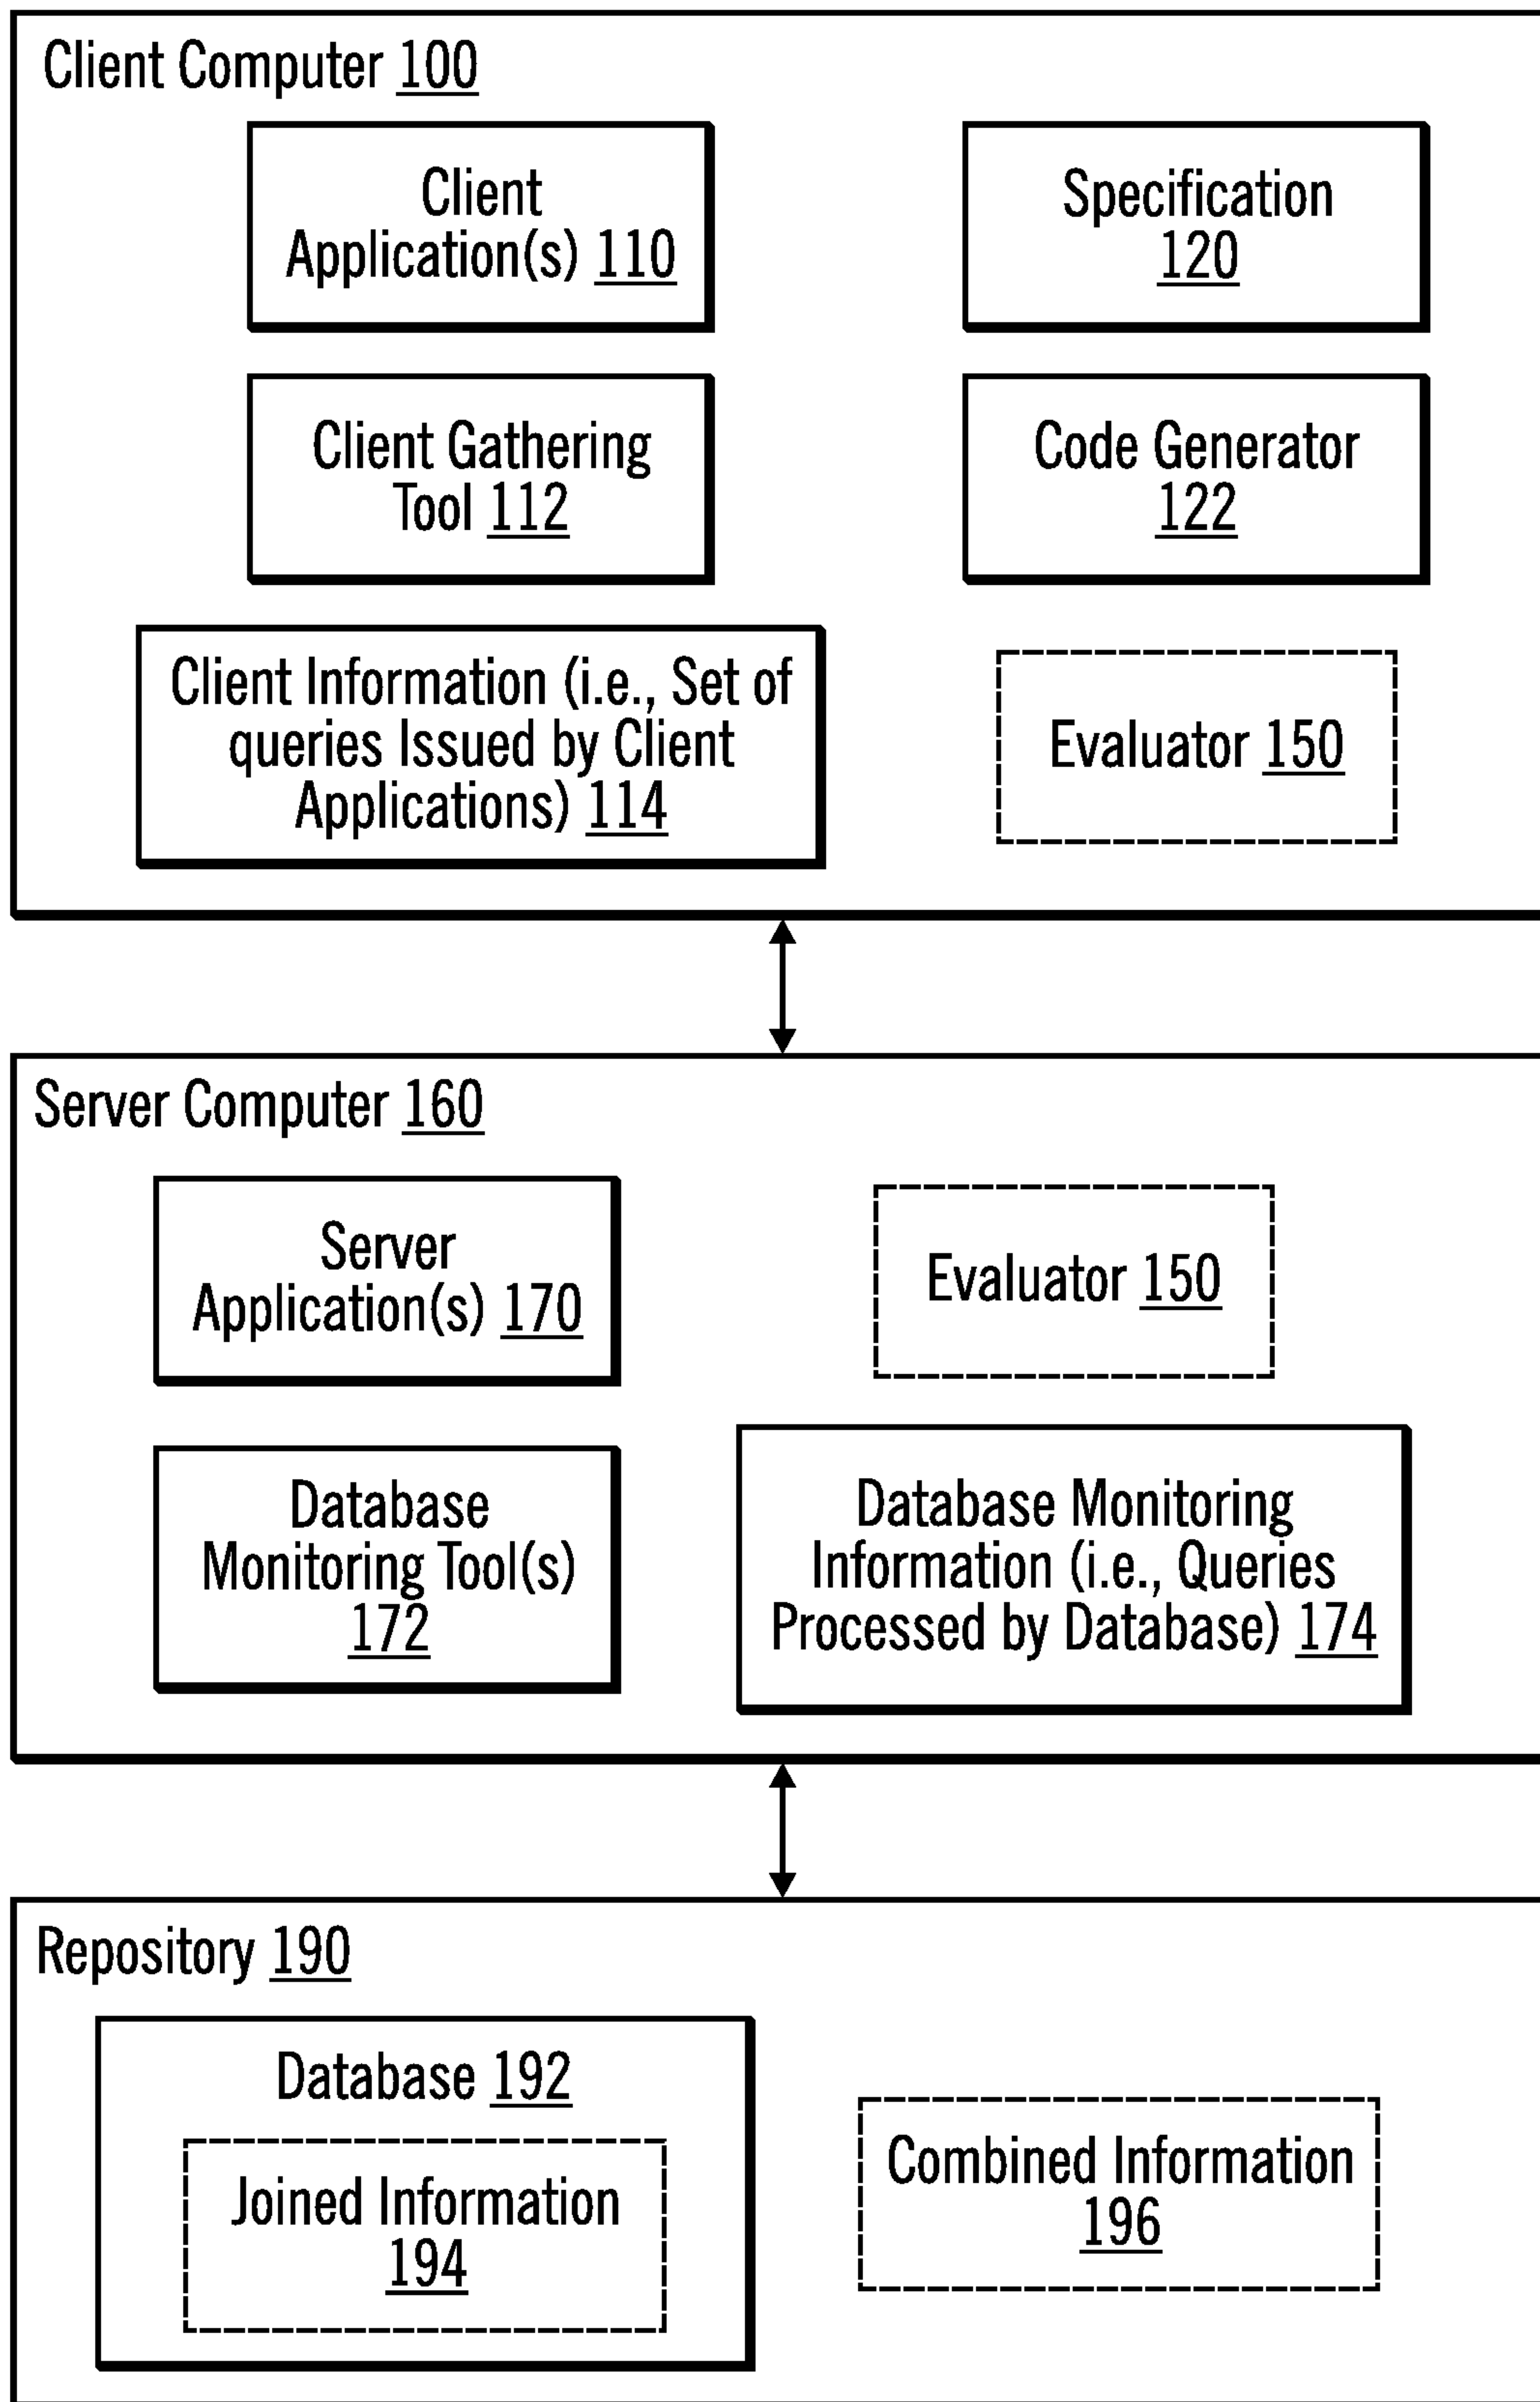 Client Computer 100
Client
Application(s) 110
Specification
120
Client Gathering
Tool 112
Code Generator
122
Client Information (i.e., Set of
queries Issued by Client
Applications) 114
Evaluator 150
Server Computer 160
Server
Application(s) 170
Evaluator 150
Database
Monitoring Tool(s)
172
Database Monitoring
Information (i.e., Queries
Processed by Database) 174
Repository 190
Database 192
Joined Information
194
Combined Information
196